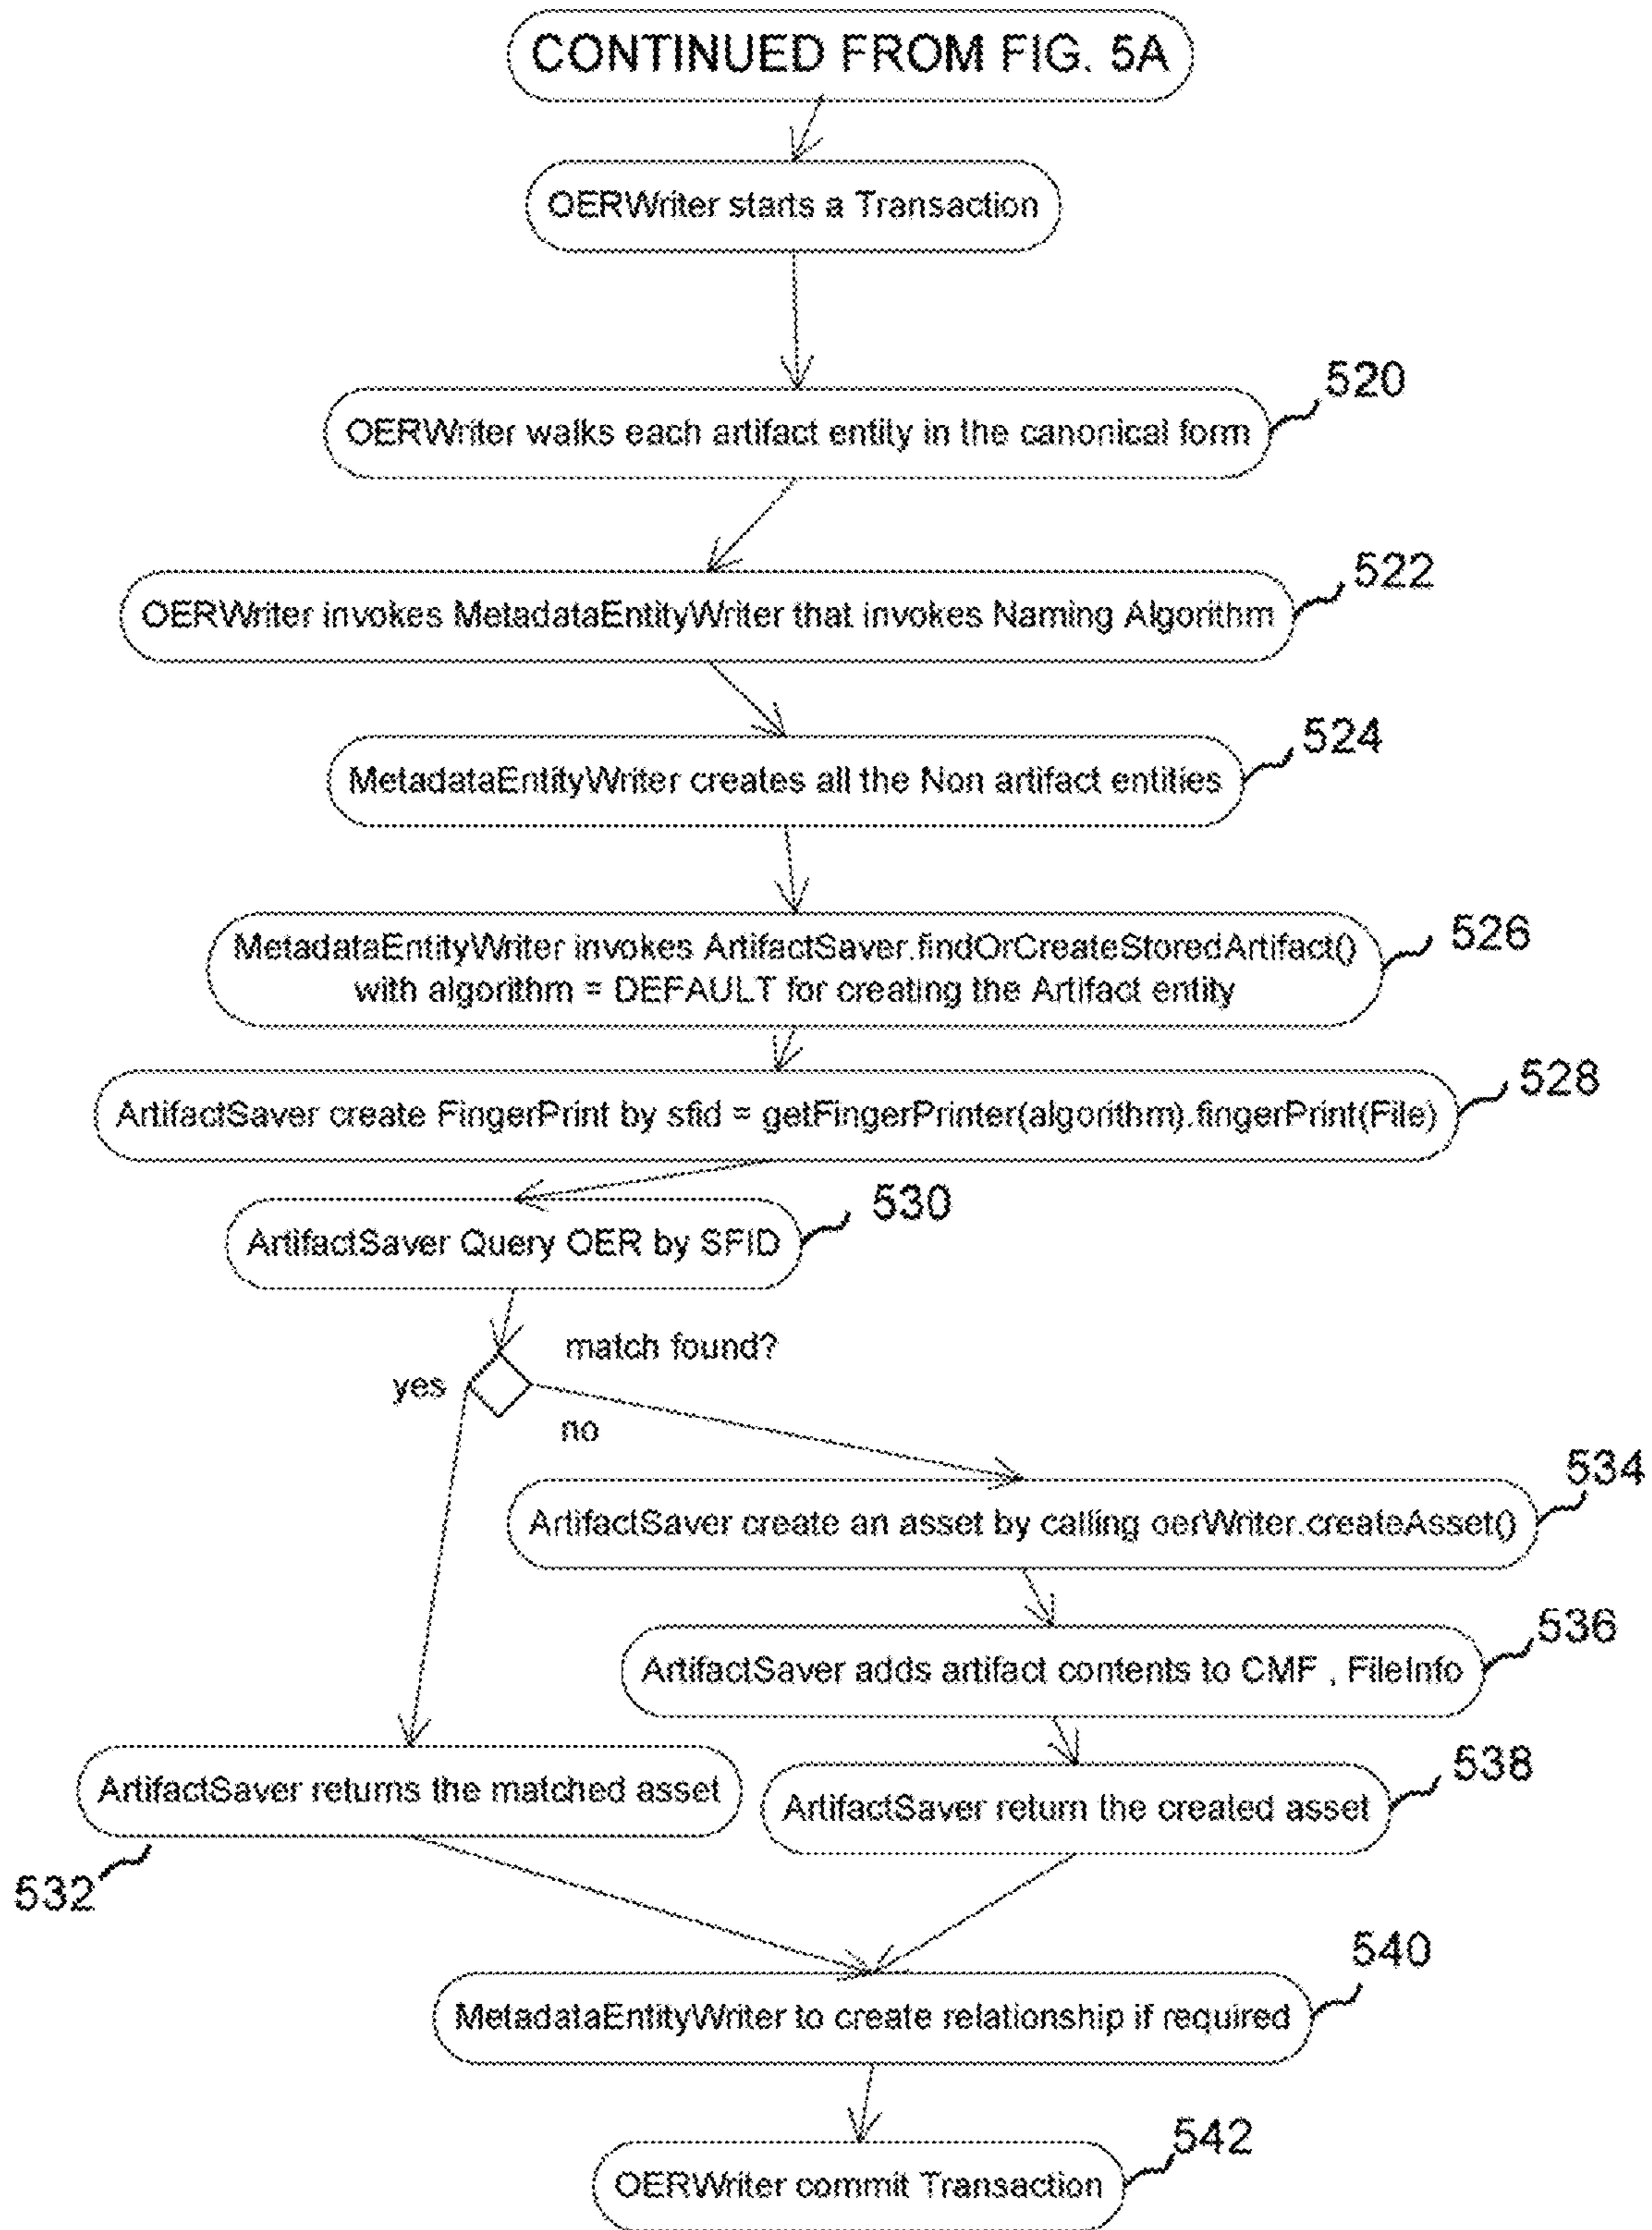 CONTINUED FROM FIG. 5A
OERWriter starts a Transaction
520
OERWriter walks each artifact entity in the canonical form
522
OERWriter invokes MetadataEntityWriter that invokes Naming Algorithm
524
MetadataEntityWriter creates all the Non artifact entities
526
MetadataEntityWriter invokes ArtifactSaver.findOrCreateStoredArtifact()
with algorithm = DEFAULT for creating the Artifact entity
528
ArtifactSaver create FingerPrint by sfid = getFingerPrinter(algorithm).fingerPrint(File)
530
ArtifactSaver Query OER by SFID
match found?
yes
no
534
ArtifactSaver create an asset by calling oerWriter.createAsset()
536
ArtifactSaver adds artifact contents to CMF , FileInfo
ArtifactSaver returns the matched asset
532
538
ArtifactSaver return the created asset
540
MetadataEntityWriter to create relationship if required
542
OERWriter commit Transaction